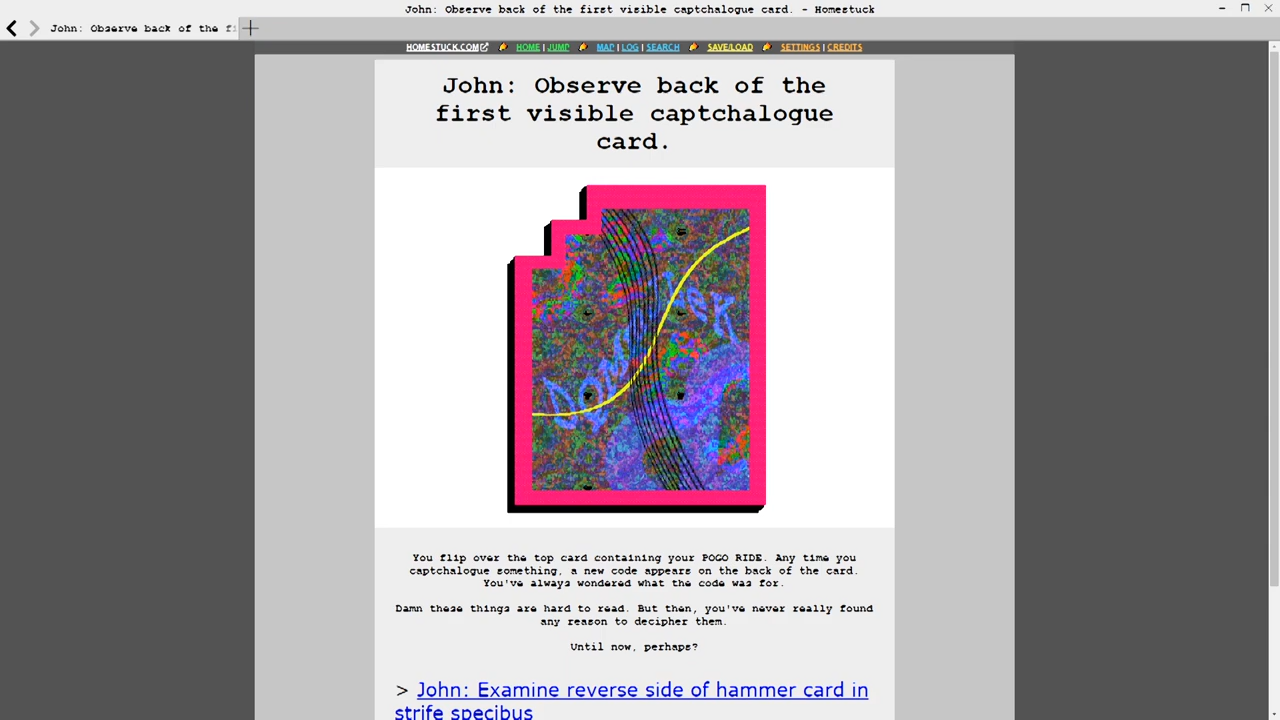 John: Observe back of the first visible captchalogue card. - Homestuck
John: Observe back of the fi
HOMESTUCK.COM HOME | JUMP MAP | LOG | SEARCH SAVE/LOAD SETTINGS | CREDITS
John: Observe back of the
first visible captchalogue
card.
You flip over the top card containing your POGO RIDE. Any time you
captchalogue something, a new code appears on the back of the card.
You've always wondered what the code was for.
Damn these things are hard to read. But then, you've never really found
any reason to decipher them.
Until now, perhaps?
> John: Examine reverse side of hammer card in
strife specibus